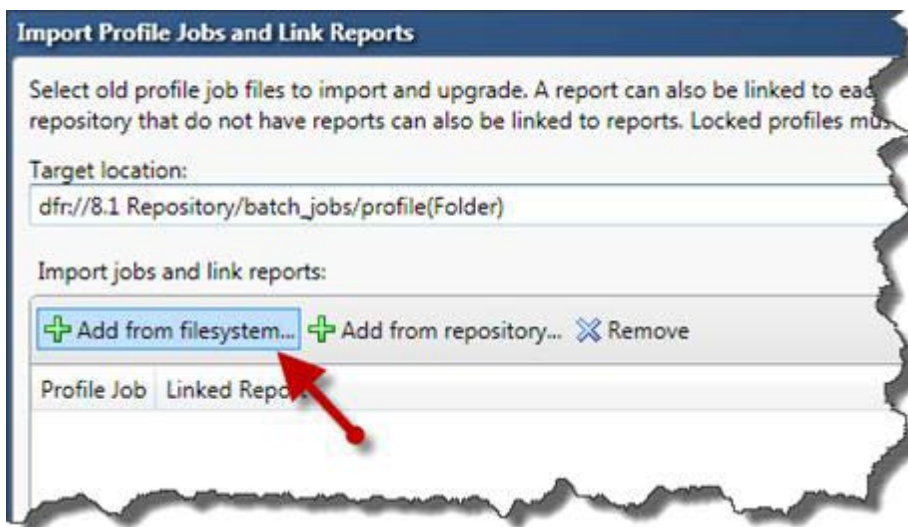 Import Profile Jobs and Link Reports
Select old profile job files to import and upgrade. A report can also be linked to
repository that do not have reports can also be linked to reports. Locked profiles
Target location:
dfr://8.1 Repository/batch_jobs/profile(Folder)
Import jobs and link reports:
Add from filesystem... Add from repository... Remove
Profile Job Linked